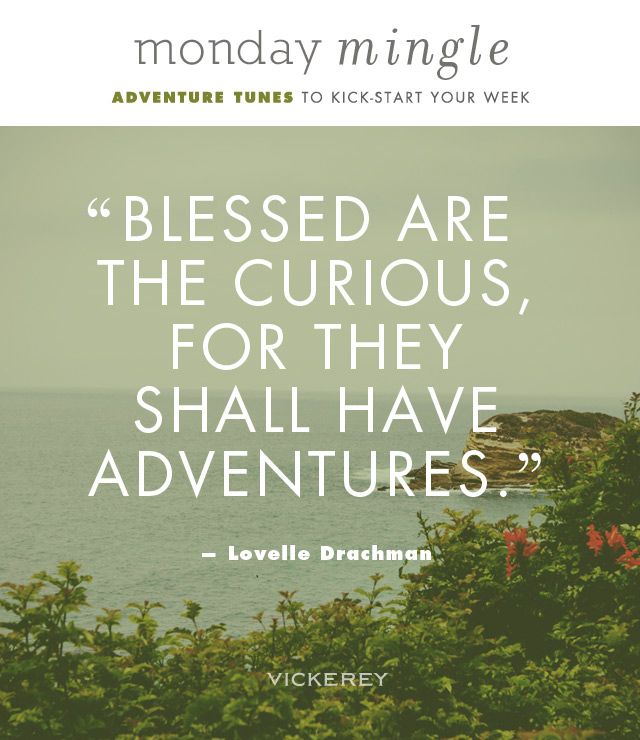 monday mingle
ADVENTURE TUNES TO KICK-START YOUR WEEK
“BLESSED ARE
THE CURIOUS,
FOR THEY
SHALL HAVE
ADVENTURES.”
– Lovelle Drachman
VICKEREY